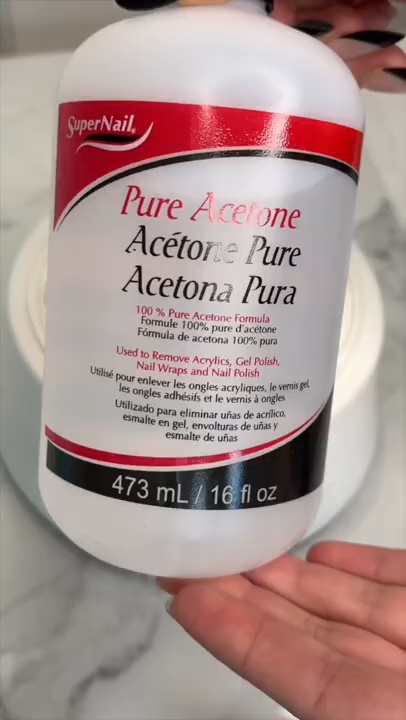 SuperNail
Pure Acetone
Acétone Pure
Acetona Pura
100 % Pure Acetone Formula
Formule 100% pure d'acétone
Fórmula de acetona 100% pura
Used to Remove Acrylics, Gel Polish,
Nail Wraps and Nail Polish
Utilisé pour enlever les ongles acryliques, le vernis gel,
les ongles adhésifs et le vernis à ongles
Utilizado para eliminar uñas de acrílico,
esmalte en gel, envolturas de uñas y
esmalte de uñas
473 mL / 16 fl oz